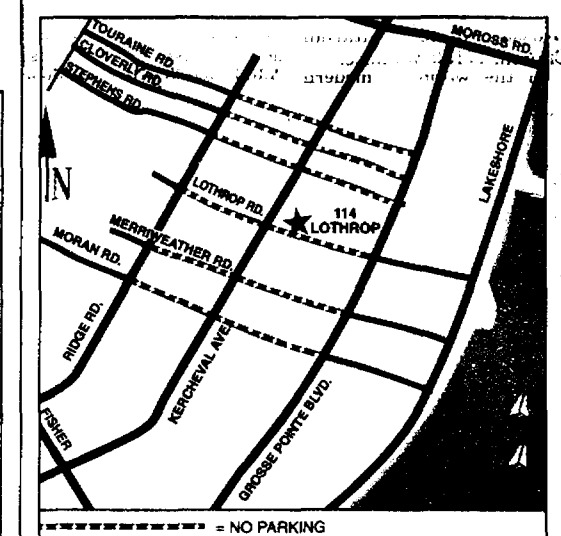 TOURAINE RD.
CLOVERLY RD.
STEPHENS RD.
MOROSS RD.
LAKESHORE
N
LOTHROP RD.
114
LOTHROP
MERRIWEATHER RD.
MORAN RD.
RIDGE RD.
KERCHEVAL AVE.
GROSSE POINTE BLVD.
FISHER
= NO PARKING